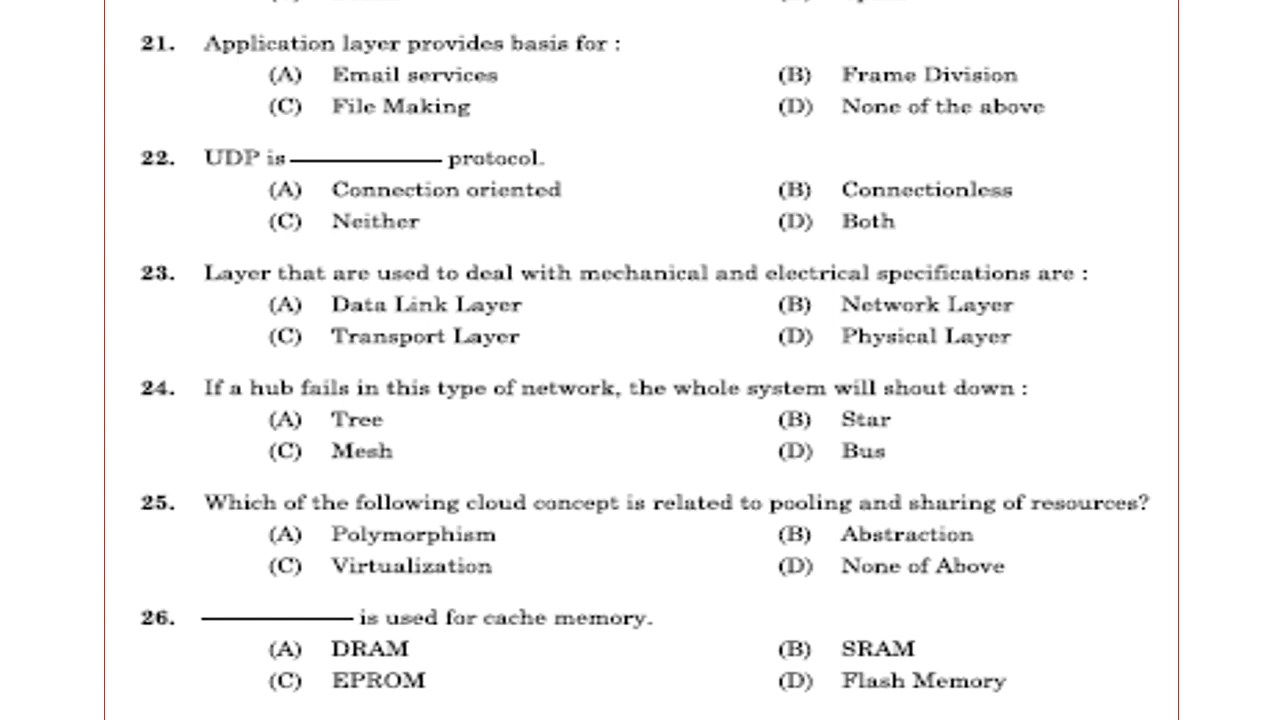 21. Application layer provides basis for :
(A) Email services (B) Frame Division
(C) File Making (D) None of the above
22. UDP is ____________ protocol.
(A) Connection oriented (B) Connectionless
(C) Neither (D) Both
23. Layer that are used to deal with mechanical and electrical specifications are :
(A) Data Link Layer (B) Network Layer
(C) Transport Layer (D) Physical Layer
24. If a hub fails in this type of network, the whole system will shout down :
(A) Tree (B) Star
(C) Mesh (D) Bus
25. Which of the following cloud concept is related to pooling and sharing of resources?
(A) Polymorphism (B) Abstraction
(C) Virtualization (D) None of Above
26. ____________ is used for cache memory.
(A) DRAM (B) SRAM
(C) EPROM (D) Flash Memory